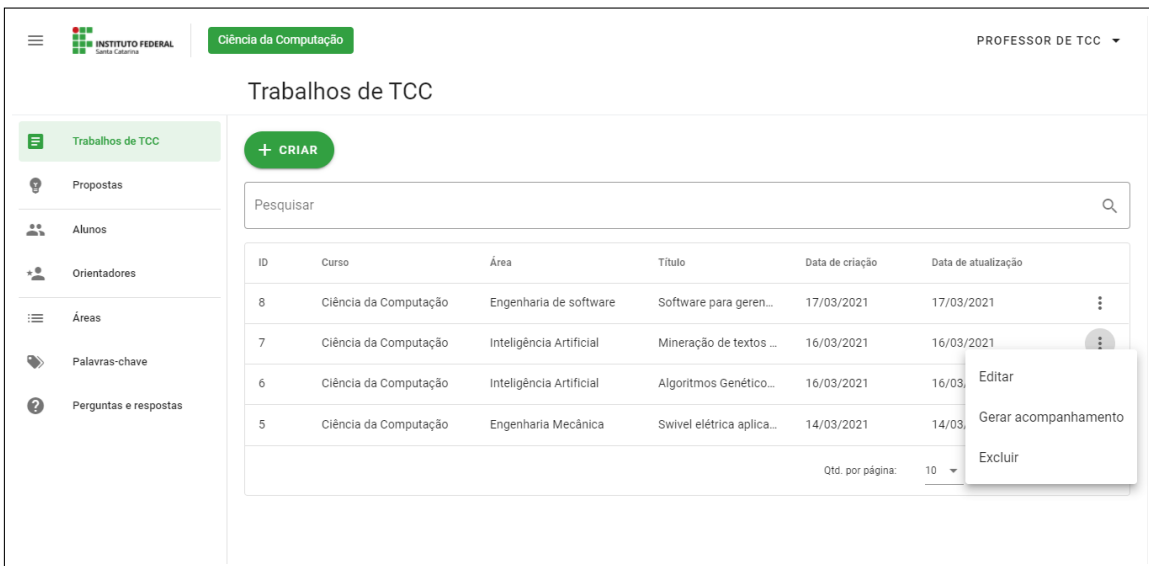 INSTITUTO FEDERAL
Santa Catarina
Ciência da Computação
PROFESSOR DE TCC
Trabalhos de TCC
Trabalhos de TCC
Propostas
Alunos
Orientadores
Áreas
Palavras-chave
Perguntas e respostas
+ CRIAR
Pesquisar
ID Curso Área Título Data de criação Data de atualização
8 Ciência da Computação Engenharia de software Software para geren... 17/03/2021 17/03/2021
7 Ciência da Computação Inteligência Artificial Mineração de textos ... 16/03/2021 16/03/2021
6 Ciência da Computação Inteligência Artificial Algoritmos Genético... 16/03/2021 16/03/
5 Ciência da Computação Engenharia Mecânica Swivel elétrica aplica... 14/03/2021 14/03/
Editar
Gerar acompanhamento
Excluir
Qtd. por página: 10